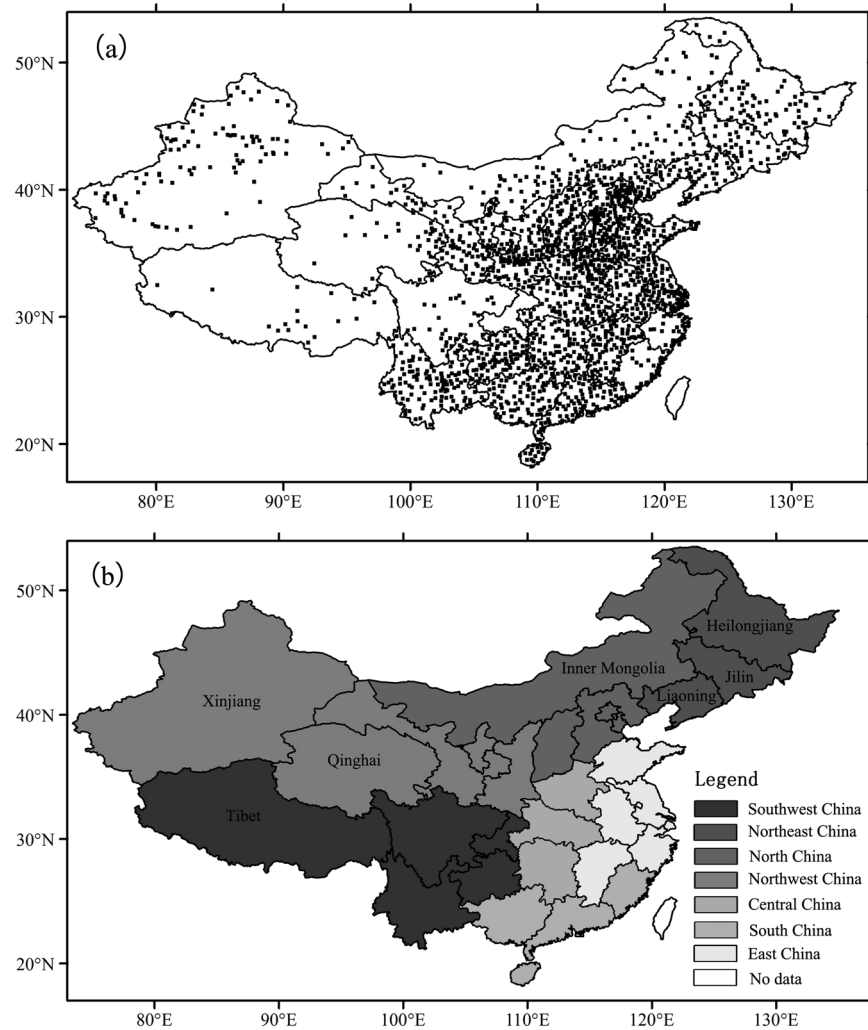 (a)
50°N
40°N
30°N
20°N
80°E 90°E 100°E 110°E 120°E 130°E
(b)
50°N
40°N
30°N
20°N
Heilongjiang
Inner Mongolia
Jilin
Liaoning
Xinjiang
Qinghai
Tibet
Legend
Southwest China
Northeast China
North China
Northwest China
Central China
South China
East China
No data
80°E 90°E 100°E 110°E 120°E 130°E